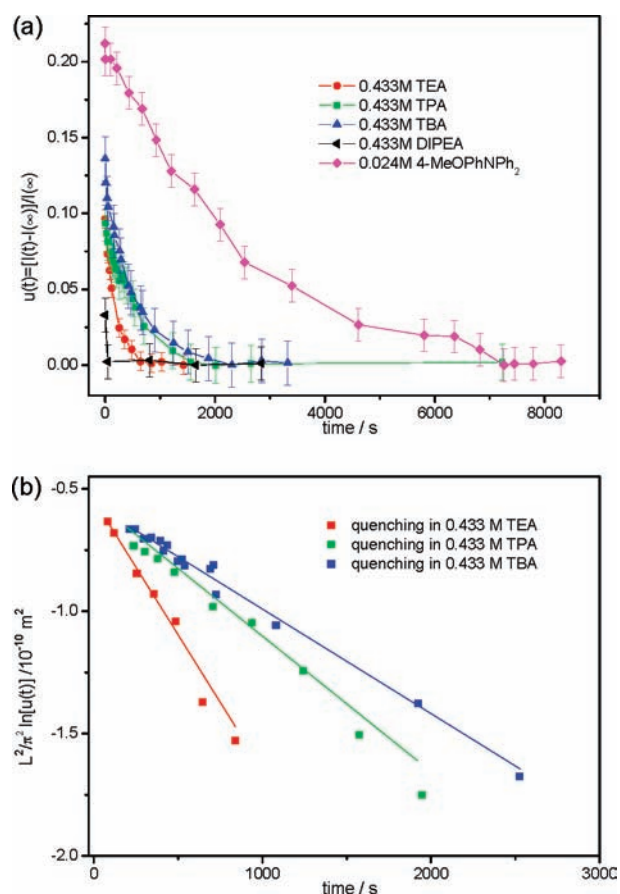 (a)
u(t)=[I(t)-I(∞)]/I(∞)
0.20
0.15
0.10
0.05
0.00
0.433M TEA
0.433M TPA
0.433M TBA
0.433M DIPEA
0.024M 4-MeOPhNPh₂
0 2000 4000 6000 8000
time / s
(b)
L²/π² ln[u(t)] /10⁻¹⁰ m²
-0.5
-1.0
-1.5
-2.0
quenching in 0.433 M TEA
quenching in 0.433 M TPA
quenching in 0.433 M TBA
0 1000 2000 3000
time / s